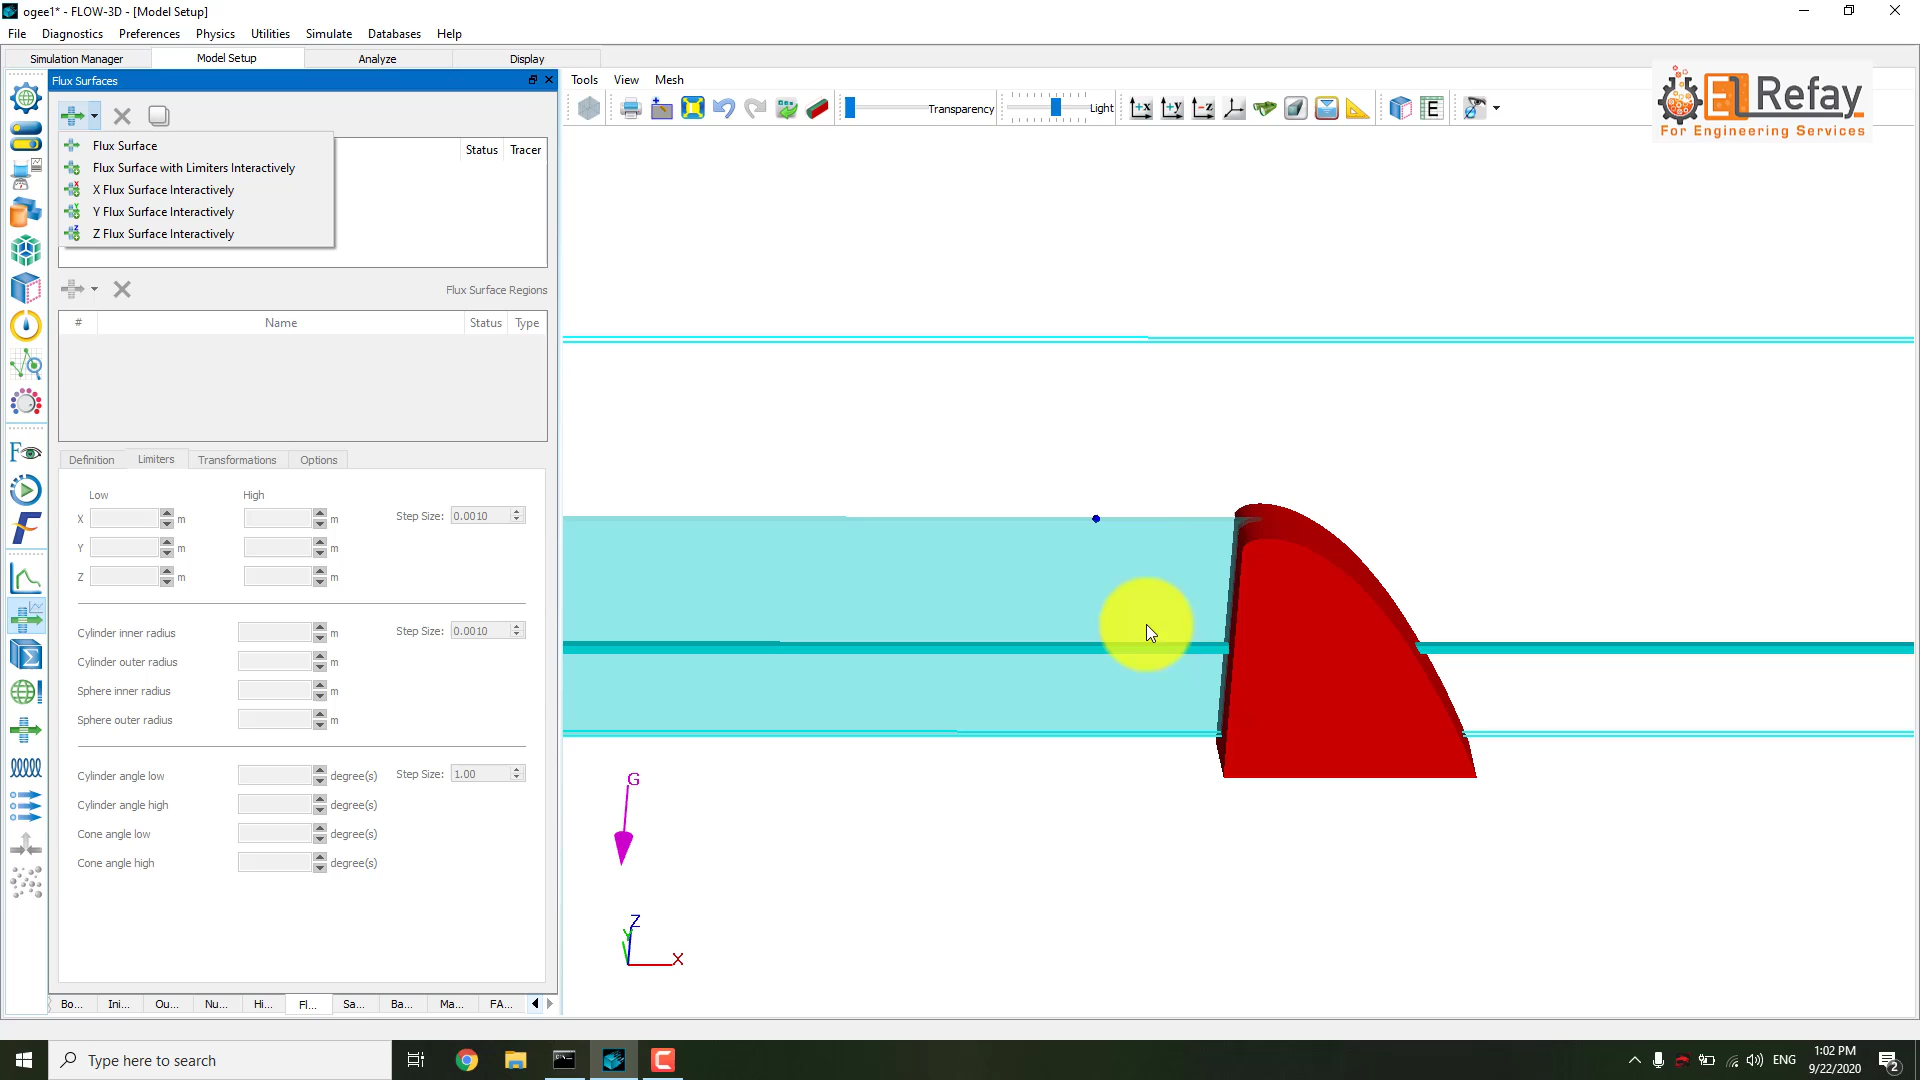 ogee1* - FLOW-3D - [Model Setup]
File Diagnostics Preferences Physics Utilities Simulate Databases Help
Simulation Manager Model Setup Analyze Display
Flux Surfaces
Tools View Mesh
Transparency Light
+x +y -z E
El Refay
For Engineering Services
Status Tracer
Flux Surface
Flux Surface with Limiters Interactively
X Flux Surface Interactively
Y Flux Surface Interactively
Z Flux Surface Interactively
Flux Surface Regions
# Name Status Type
Definition Limiters Transformations Options
Low High
X m m Step Size: 0.0010
Y m m
Z m m
Cylinder inner radius m Step Size: 0.0010
Cylinder outer radius m
Sphere inner radius m
Sphere outer radius m
Cylinder angle low degree(s) Step Size: 1.00
Cylinder angle high degree(s)
Cone angle low degree(s)
Cone angle high degree(s)
G
Z
Y
X
Bo... Ini... Ou... Nu... Hi... Fl... Sa... Ba... Ma... FA...
Type here to search
ENG
1:02 PM
9/22/2020
2